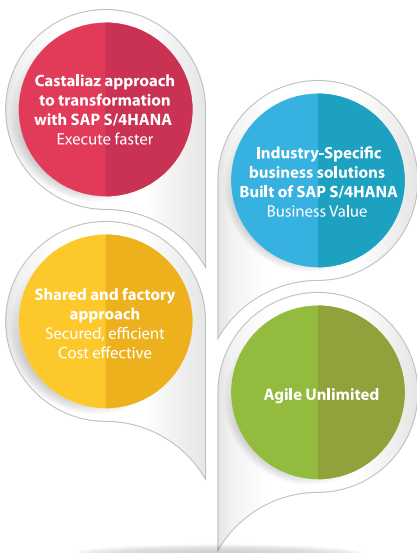 Castaliaz approach
to transformation
with SAP S/4HANA
Execute faster
Industry-Specific
business solutions
Built of SAP S/4HANA
Business Value
Shared and factory
approach
Secured, efficient
Cost effective
Agile Unlimited